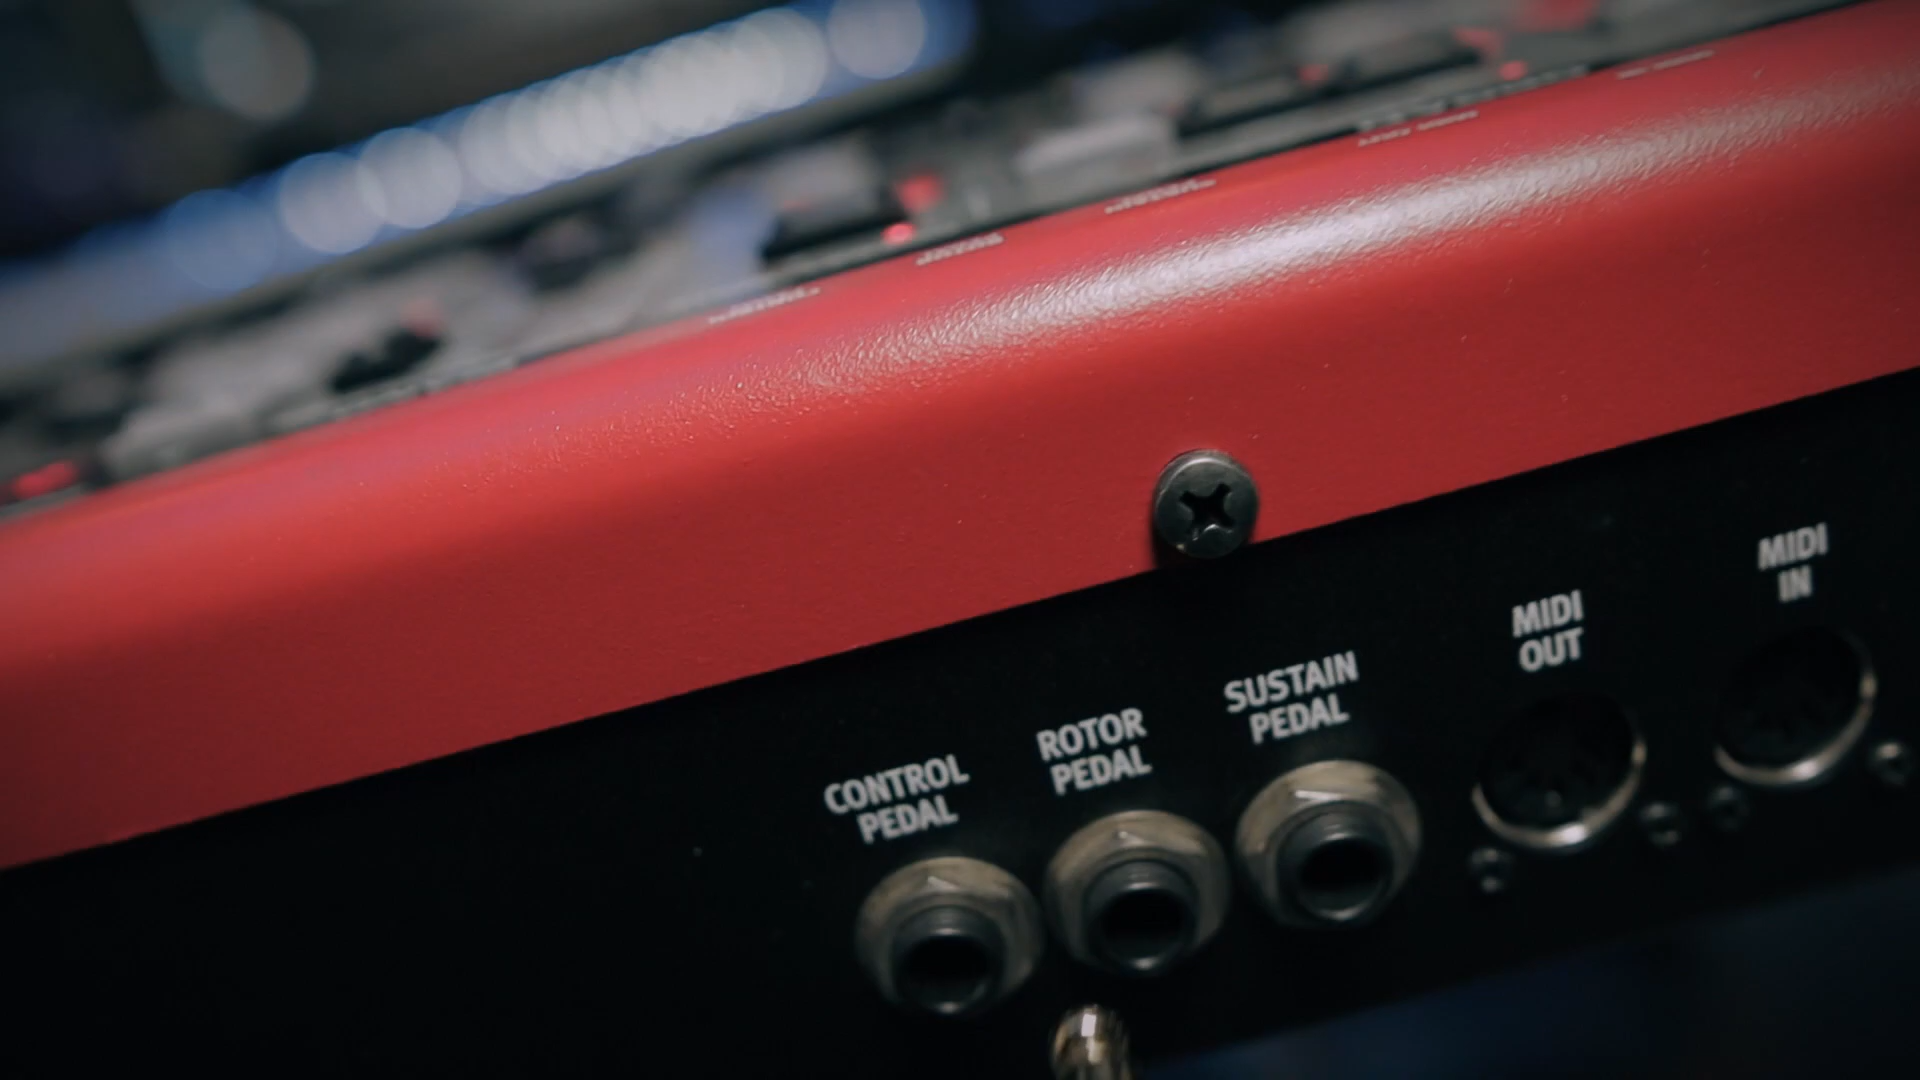 CONTROL
PEDAL
ROTOR
PEDAL
SUSTAIN
PEDAL
MIDI
OUT
MIDI
IN